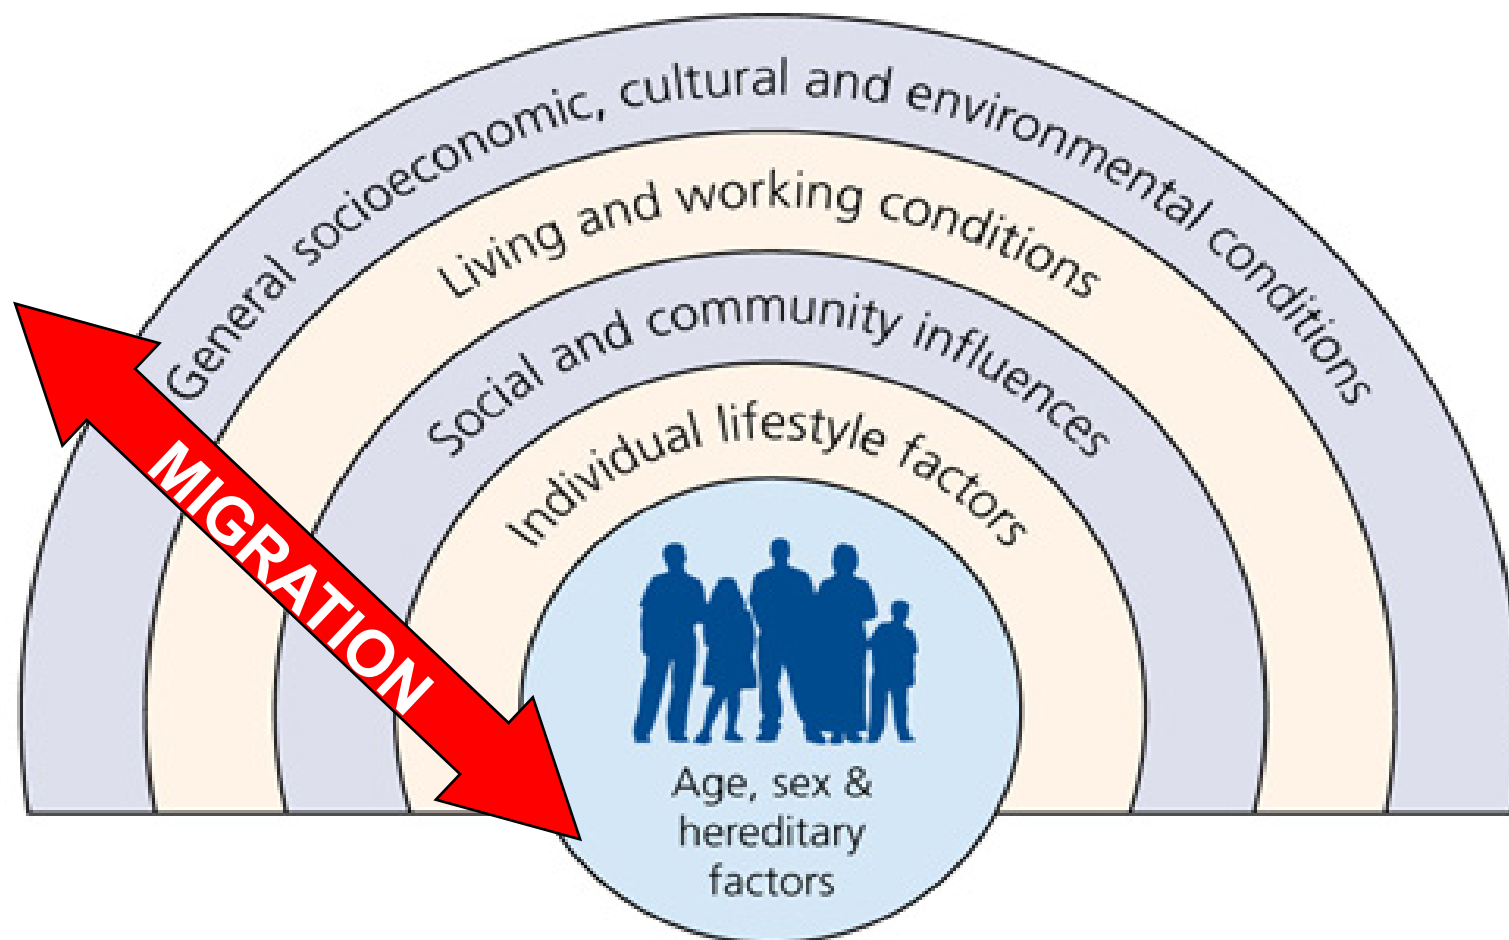 General socioeconomic, cultural and environmental conditions
Living and working conditions
Social and community influences
Individual lifestyle factors
MIGRATION
Age, sex &
hereditary
factors